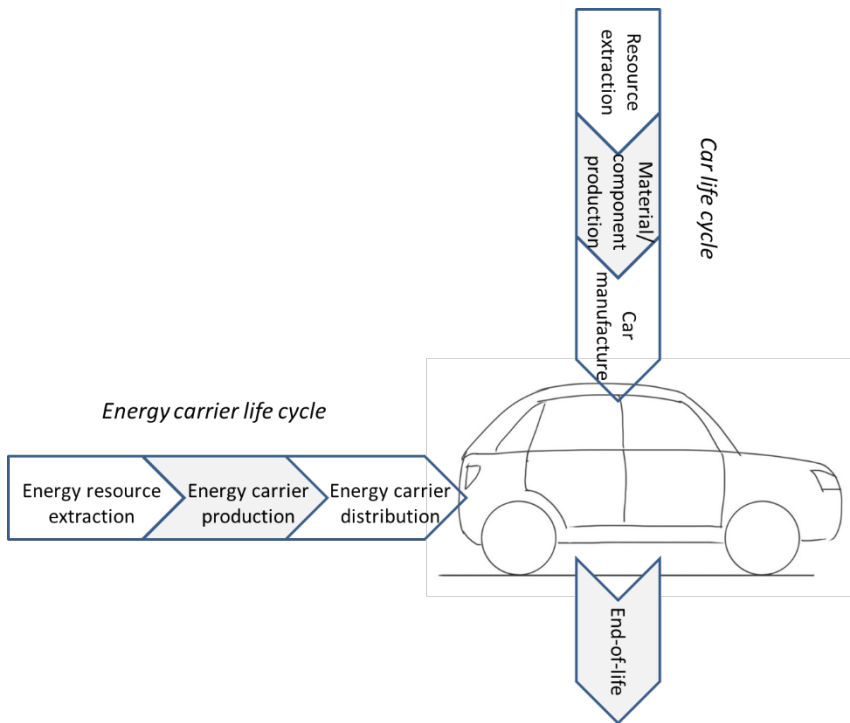 Resource
extraction
Material/
component
production
Car
manufacture
Car life cycle
Energy carrier life cycle
Energy resource
extraction
Energy carrier
production
Energy carrier
distribution
End-of-life